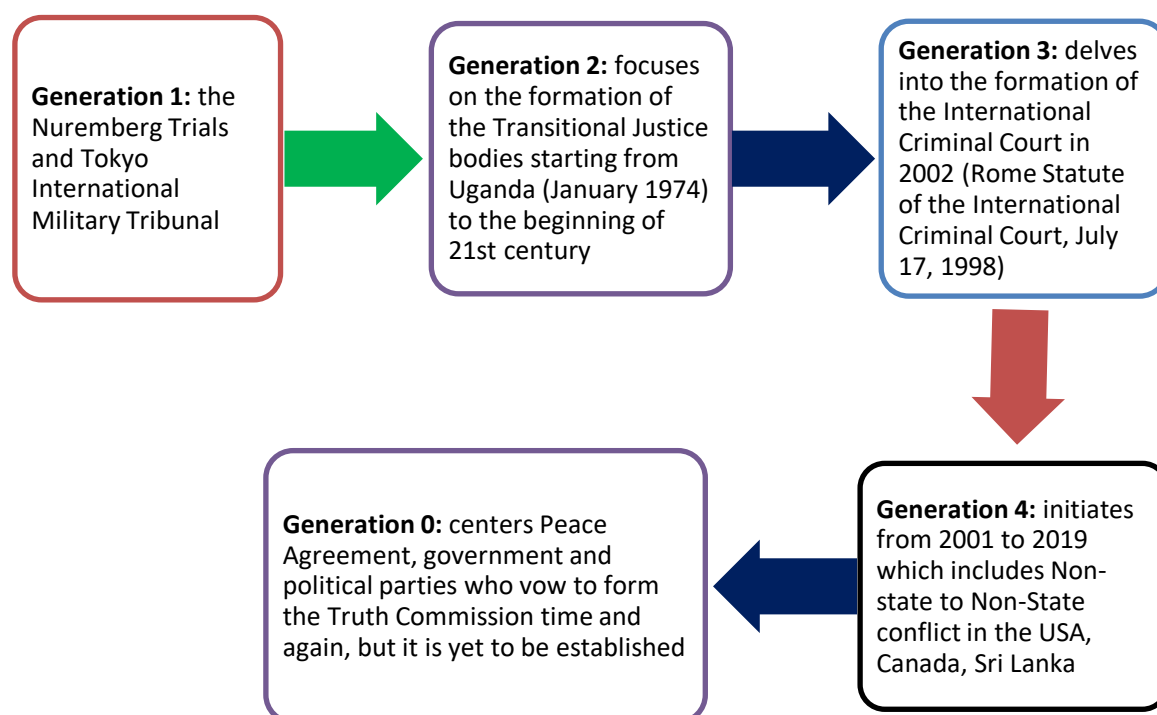 Generation 1: the
Nuremberg Trials
and Tokyo
International
Military Tribunal
Generation 2: focuses
on the formation of
the Transitional Justice
bodies starting from
Uganda (January 1974)
to the beginning of
21st century
Generation 3: delves
into the formation of
the International
Criminal Court in
2002 (Rome Statute
of the International
Criminal Court, July
17, 1998)
Generation 4: initiates
from 2001 to 2019
which includes Non-
state to Non-State
conflict in the USA,
Canada, Sri Lanka
Generation 0: centers Peace
Agreement, government and
political parties who vow to form
the Truth Commission time and
again, but it is yet to be established